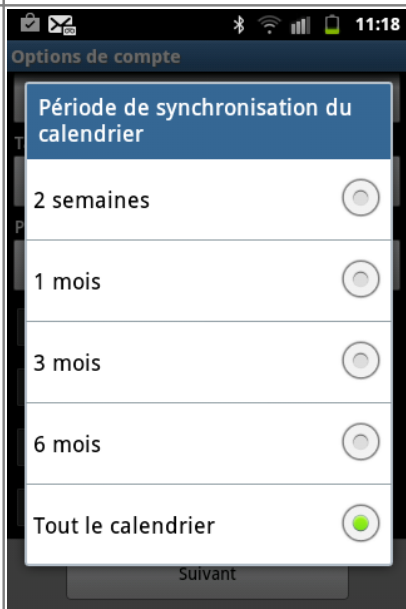 11:18
Options de compte
Période de synchronisation du
calendrier
2 semaines
1 mois
3 mois
6 mois
Tout le calendrier
Suivant